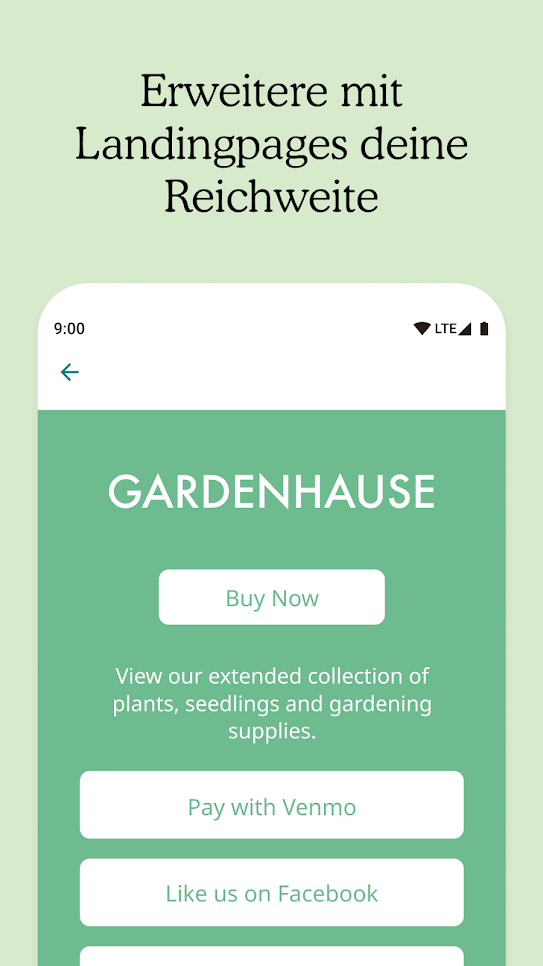 Erweitere mit
Landingpages deine
Reichweite
9:00
LTE
GARDENHAUSE
Buy Now
View our extended collection of
plants, seedlings and gardening
supplies.
Pay with Venmo
Like us on Facebook